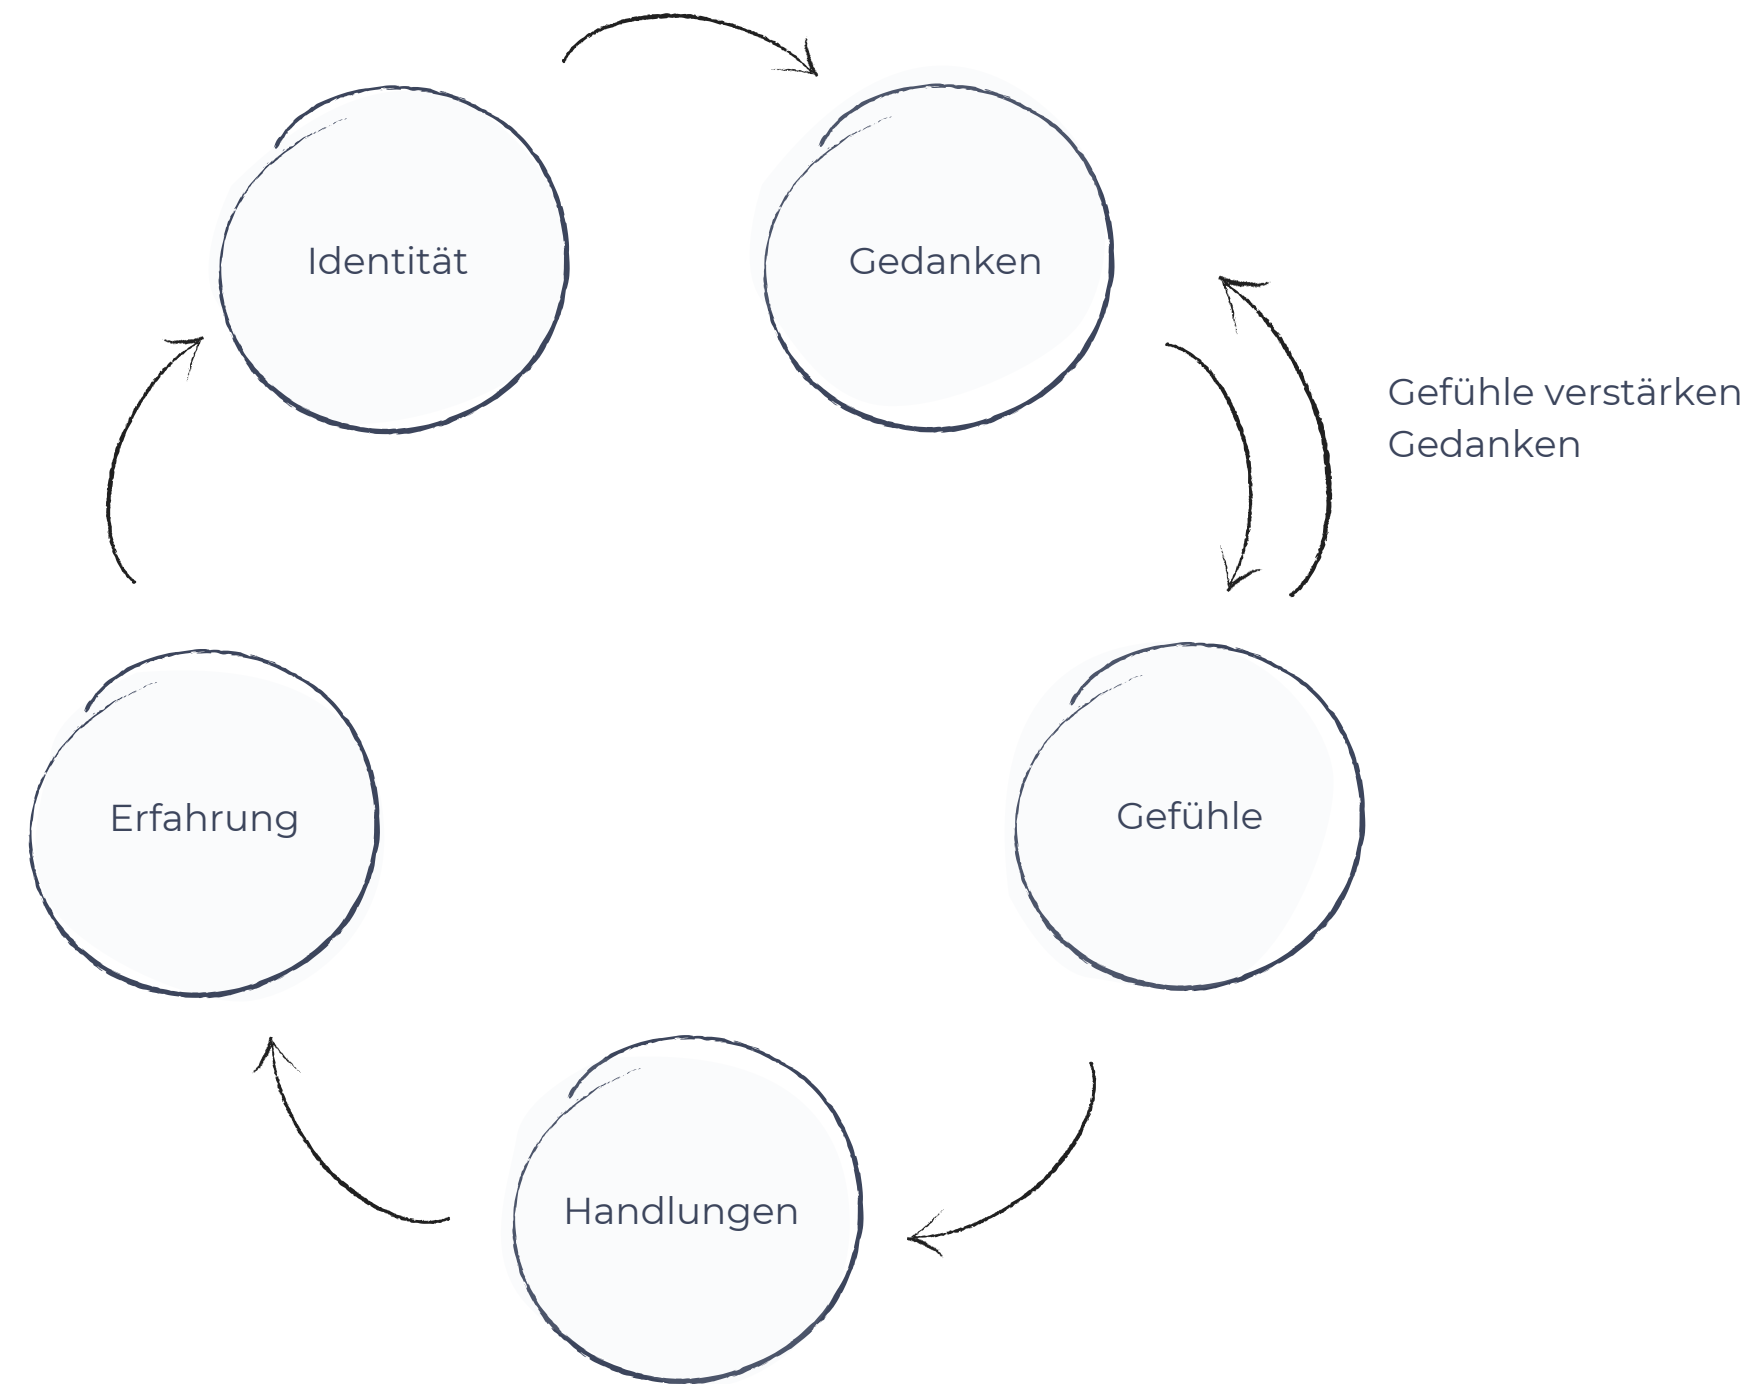 Identität
Gedanken
Gefühle verstärken
Gedanken
Erfahrung
Gefühle
Handlungen